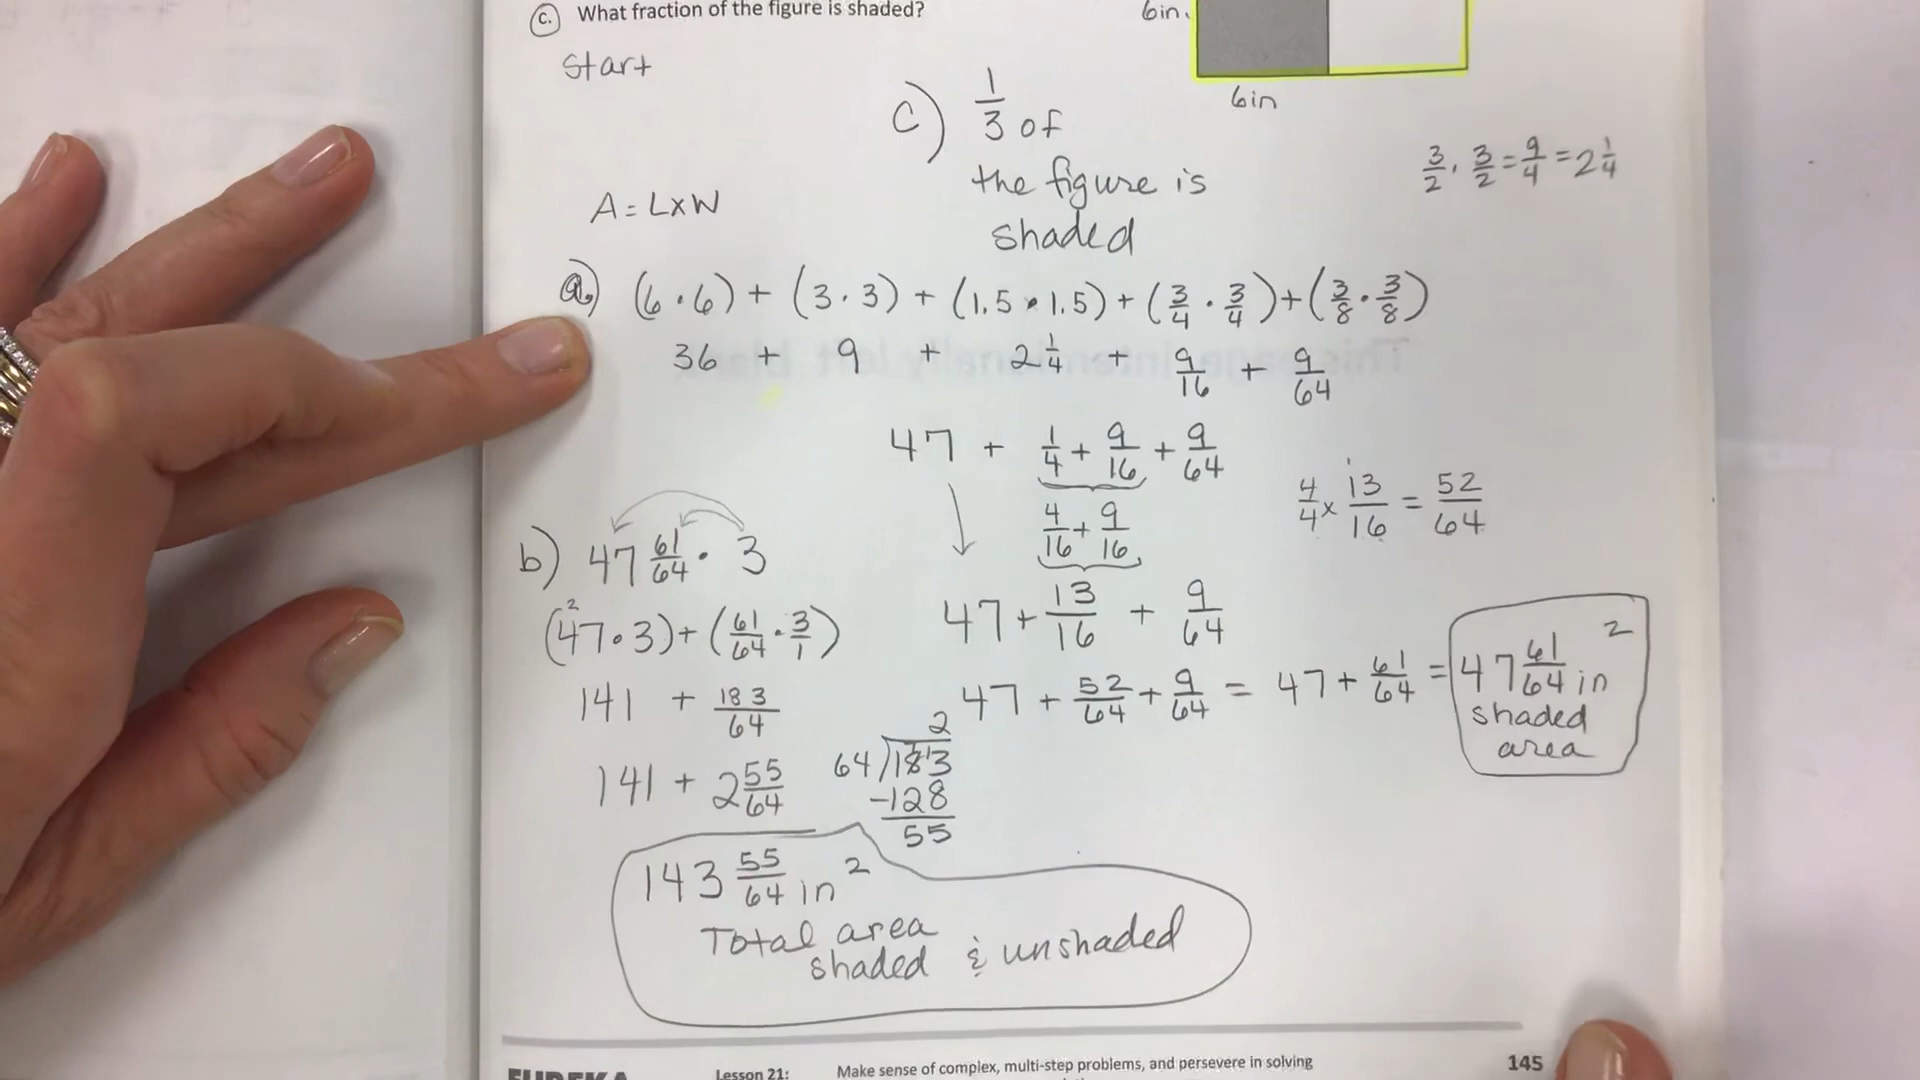 c. What fraction of the figure is shaded?
6in.
Start
6in
c) 1/3 of
the figure is
shaded
3/2 · 3/2 = 9/4 = 2 1/4
A = L x W
a) (6 · 6) + (3 · 3) + (1.5 · 1.5) + (3/4 · 3/4) + (3/8 · 3/8)
36 + 9 + 2 1/4 + 9/16 + 9/64
47 + 1/4 + 9/16 + 9/64
4/16 + 9/16
4/4 x 13/16 = 52/64
47 + 13/16 + 9/64
47 + 52/64 + 9/64 = 47 + 61/64 = 47 61/64 in²
shaded
area
b) 47 61/64 · 3
(47 · 3) + (61/64 · 3/1)
2
141 + 183/64
141 + 2 55/64
2
64)183
-128
55
143 55/64 in²
Total area
shaded & unshaded
EUREKA
Lesson 21:
Make sense of complex, multi-step problems, and persevere in solving
145